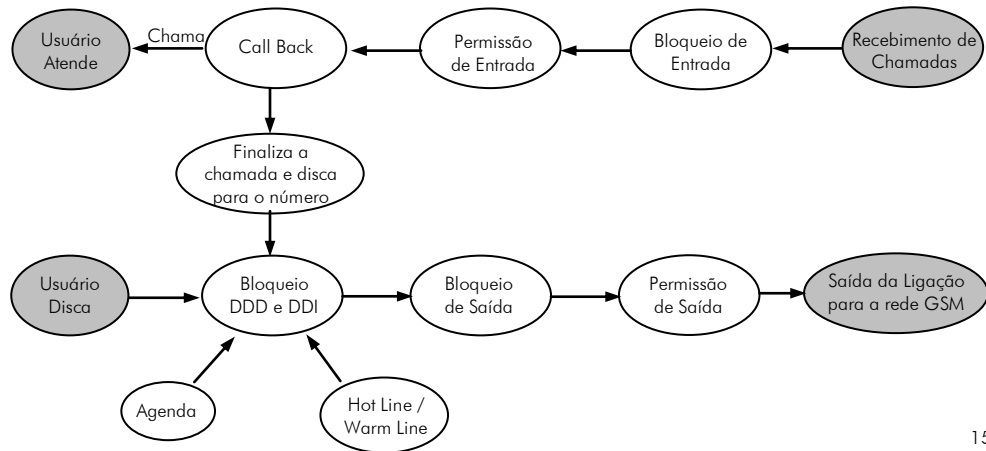 Usuário
Atende
Chama
Call Back
Permissão
de Entrada
Bloqueio de
Entrada
Recebimento de
Chamadas
Finaliza a
chamada e disca
para o número
Usuário
Disca
Bloqueio
DDD e DDI
Bloqueio
de Saída
Permissão
de Saída
Saída da Ligação
para a rede GSM
Agenda
Hot Line /
Warm Line
15